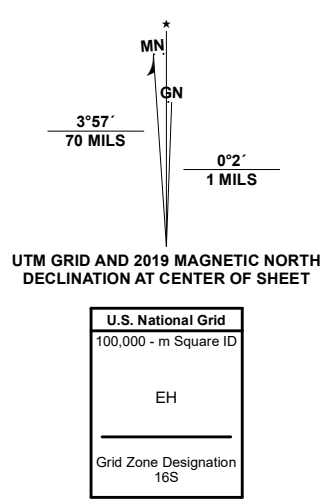 MN
GN
3°57´
70 MILS
0°2´
1 MILS
UTM GRID AND 2019 MAGNETIC NORTH
DECLINATION AT CENTER OF SHEET
U.S. National Grid
100,000 - m Square ID
EH
Grid Zone Designation
16S